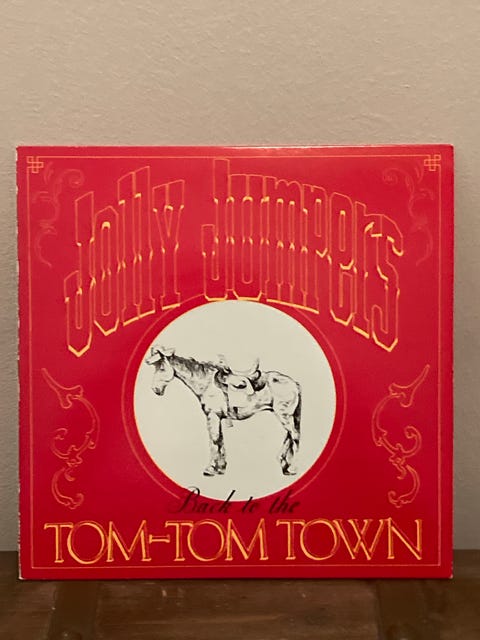 Jolly Jumpers
Back to the
TOM-TOM TOWN